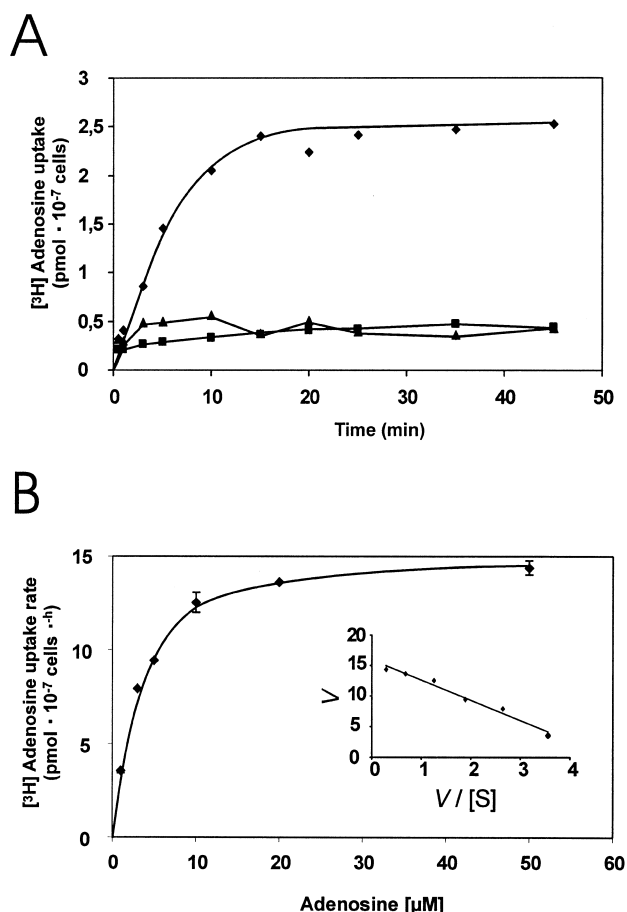 A
3
2,5
2
1,5
1
0,5
0
[³H] Adenosine uptake
(pmol · 10⁻⁷ cells)
0 10 20 30 40 50
Time (min)
B
15
10
5
0
[³H] Adenosine uptake rate
(pmol · 10⁻⁷ cells ·⁻ʰ)
20
15
10
5
0
V
0 1 2 3 4
V / [S]
0 10 20 30 40 50 60
Adenosine [µM]